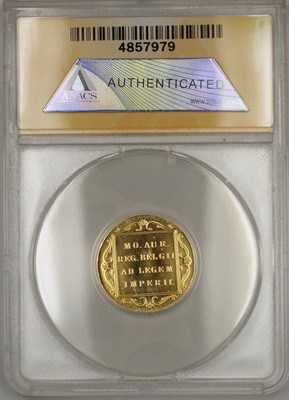 4857979
ANACS
AUTHENTICATED
MO.AUR.
REG.BELGII
AD LEGEM
IMPERII.